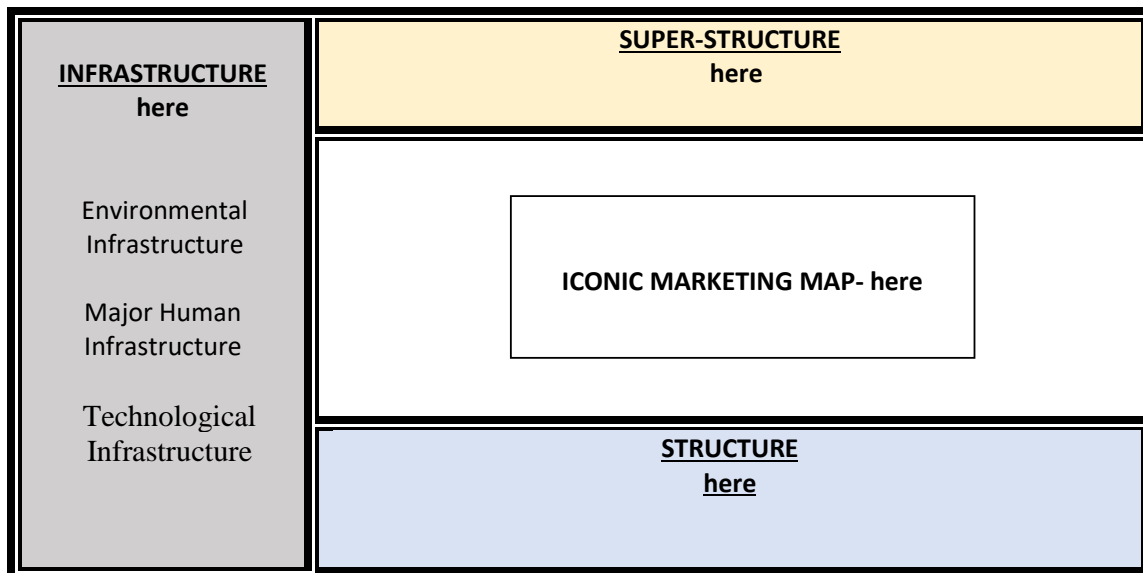 INFRASTRUCTURE
here
Environmental
Infrastructure
Major Human
Infrastructure
Technological
Infrastructure
SUPER-STRUCTURE
here
ICONIC MARKETING MAP- here
STRUCTURE
here